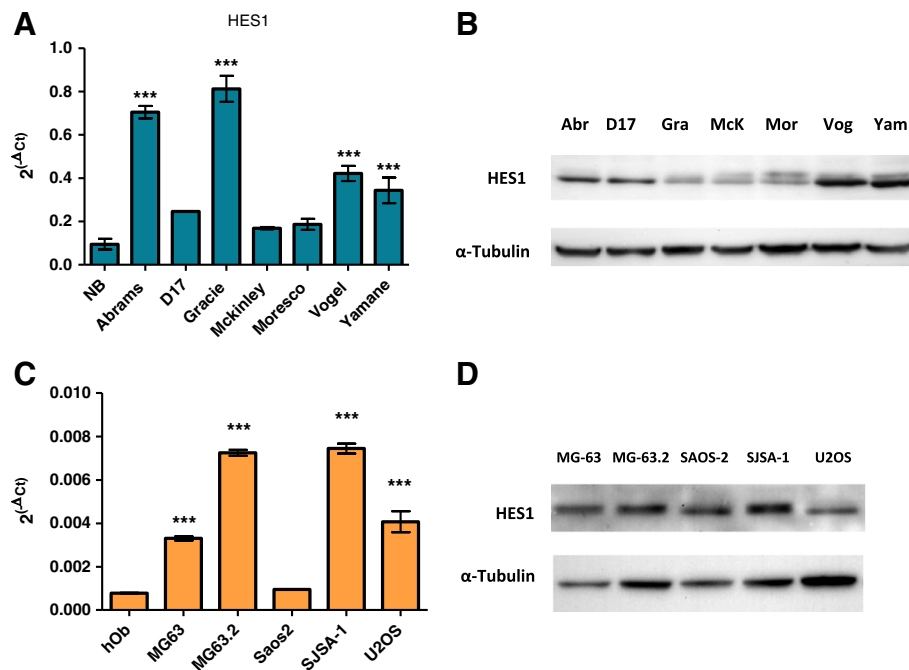 A
HES1
2(-ΔCt)
1.0
0.8
0.6
0.4
0.2
0.0
***
***
***
***
NB
Abrams
D17
Gracie
Mckinley
Moresco
Vogel
Yamane
B
Abr D17 Gra McK Mor Vog Yam
HES1
α-Tubulin
C
2(-ΔCt)
0.010
0.008
0.006
0.004
0.002
0.000
***
***
***
***
hOb
MG63
MG63.2
Saos2
SJSA-1
U2OS
D
MG-63 MG-63.2 SAOS-2 SJSA-1 U2OS
HES1
α-Tubulin